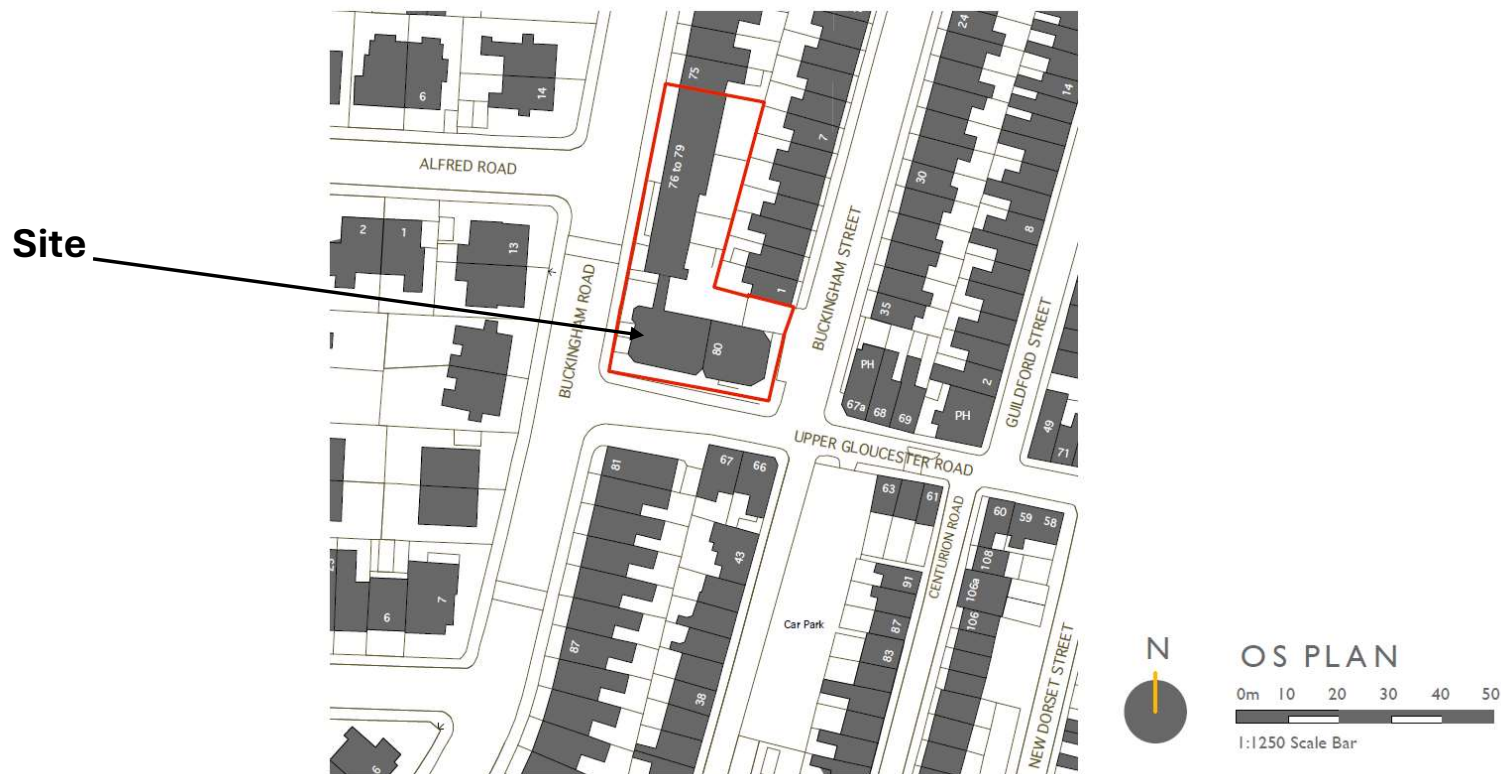 24
75
6
14
14
7
ALFRED ROAD
76 to 79
30
8
Site
2
1
13
BUCKINGHAM STREET
1
35
BUCKINGHAM ROAD
GUILDFORD STREET
80
PH
2
67a
68
69
PH
49
71
UPPER GLOUCESTER ROAD
81
67
66
63
61
60
59
58
CENTURION ROAD
43
108
91
106a
6
7
Car Park
87
106
87
83
38
NEW DORSET STREET
6
N
OS PLAN
0m 10 20 30 40 50
1:1250 Scale Bar